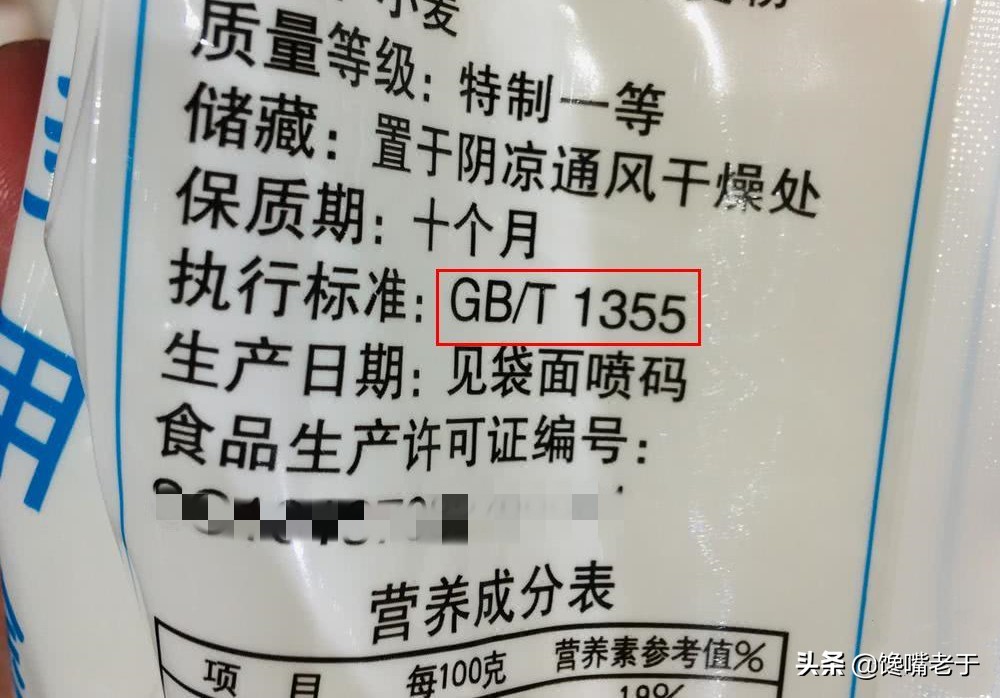 小麦
质量等级：特制一等
储藏：置于阴凉通风干燥处
保质期：十个月
执行标准：GB/T 1355
生产日期：见袋面喷码
食品生产许可证编号：
营养成分表
项 目 每100克 营养素参考值%
头条 @馋嘴老于